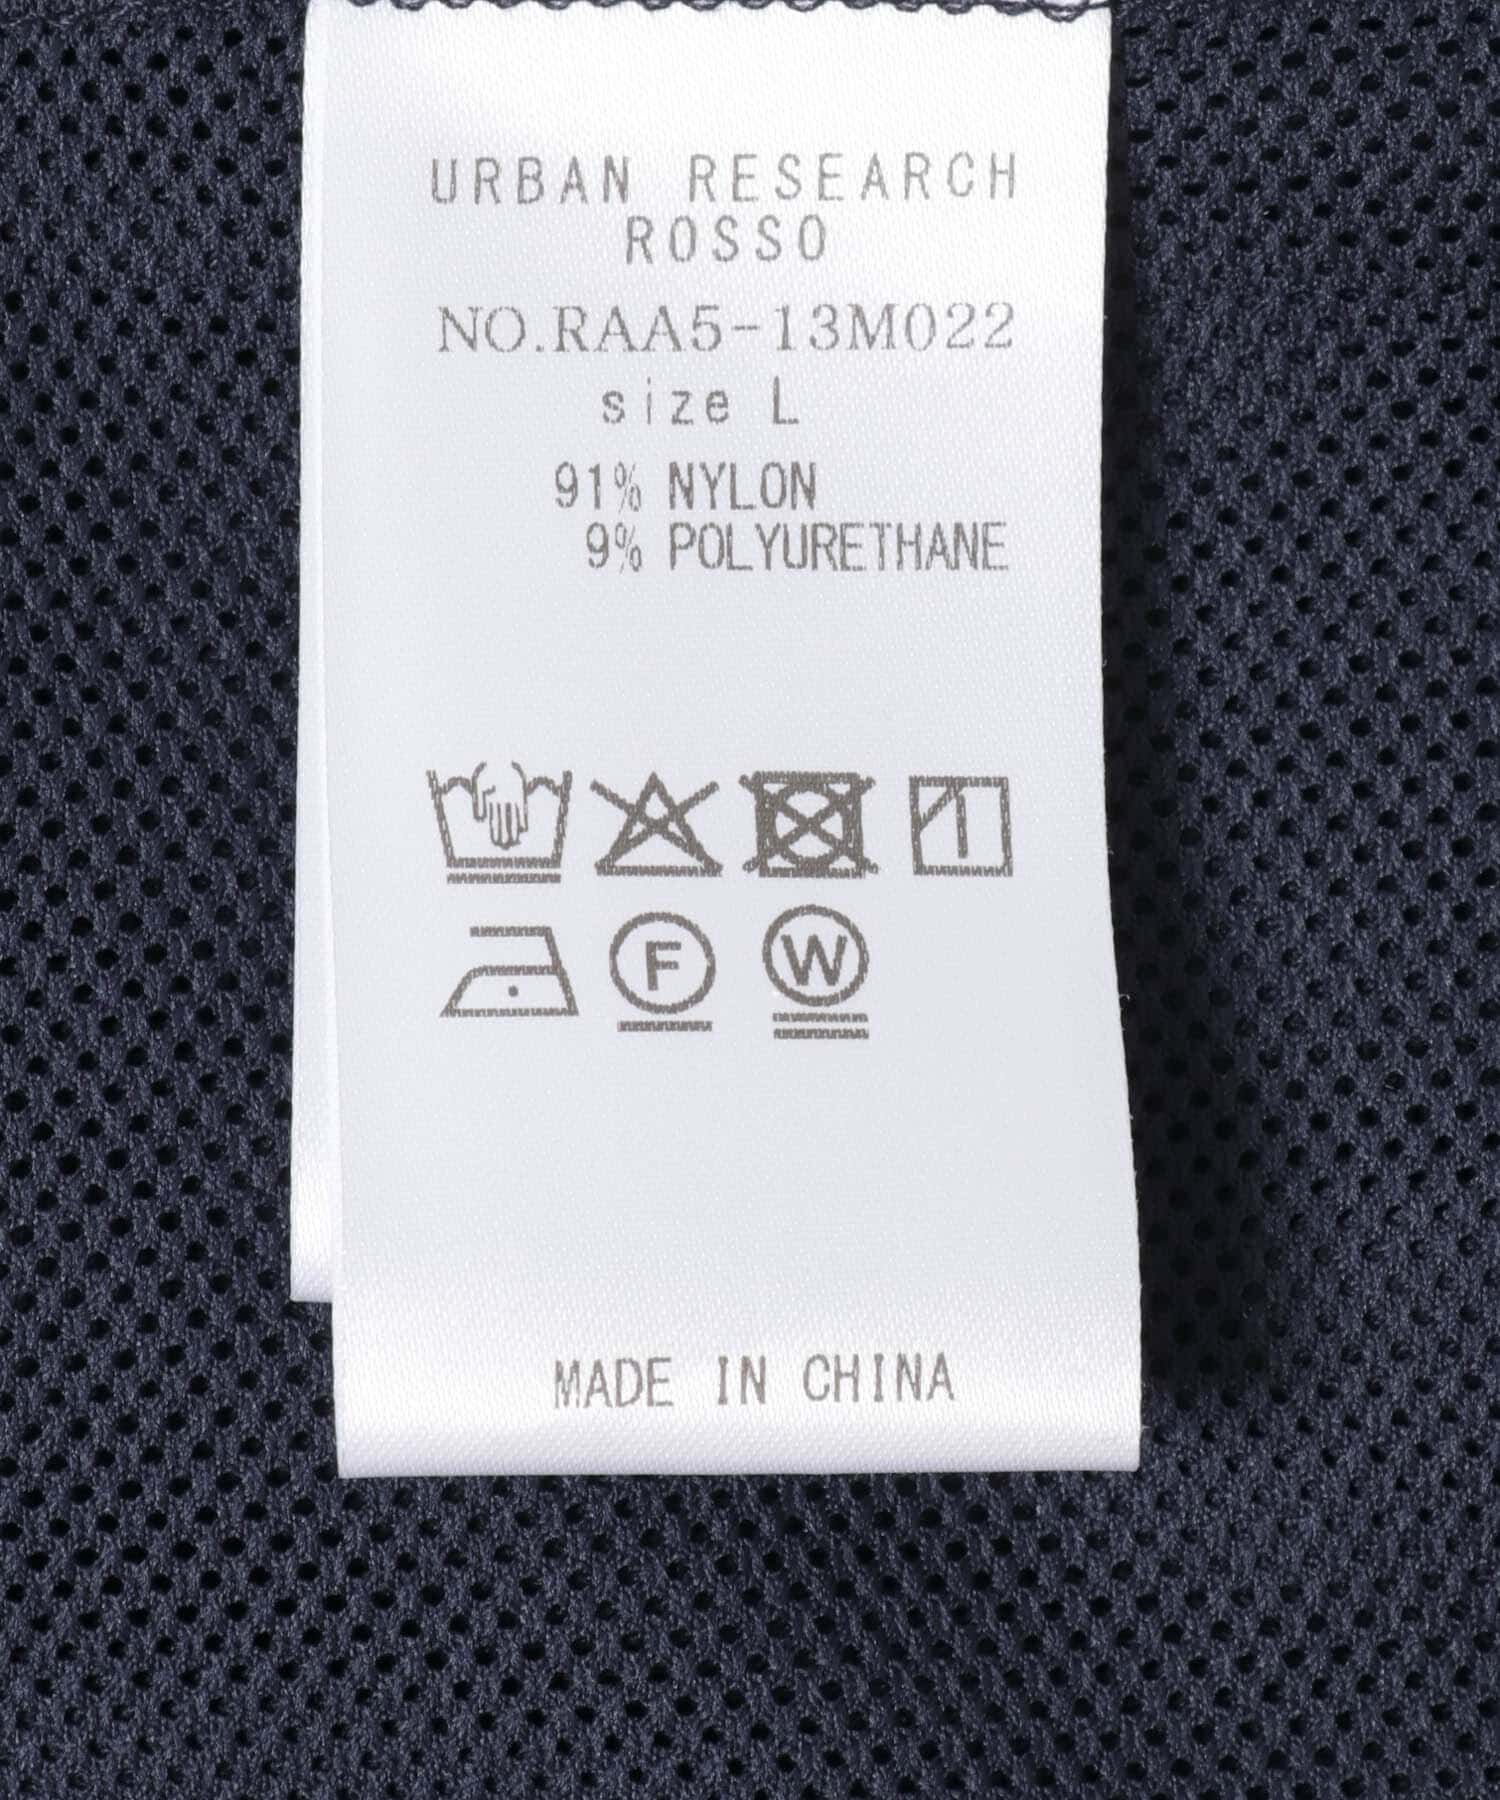 URBAN RESEARCH
ROSSO
NO.RAA5-13M022
size L
91% NYLON
9% POLYURETHANE
F W
MADE IN CHINA